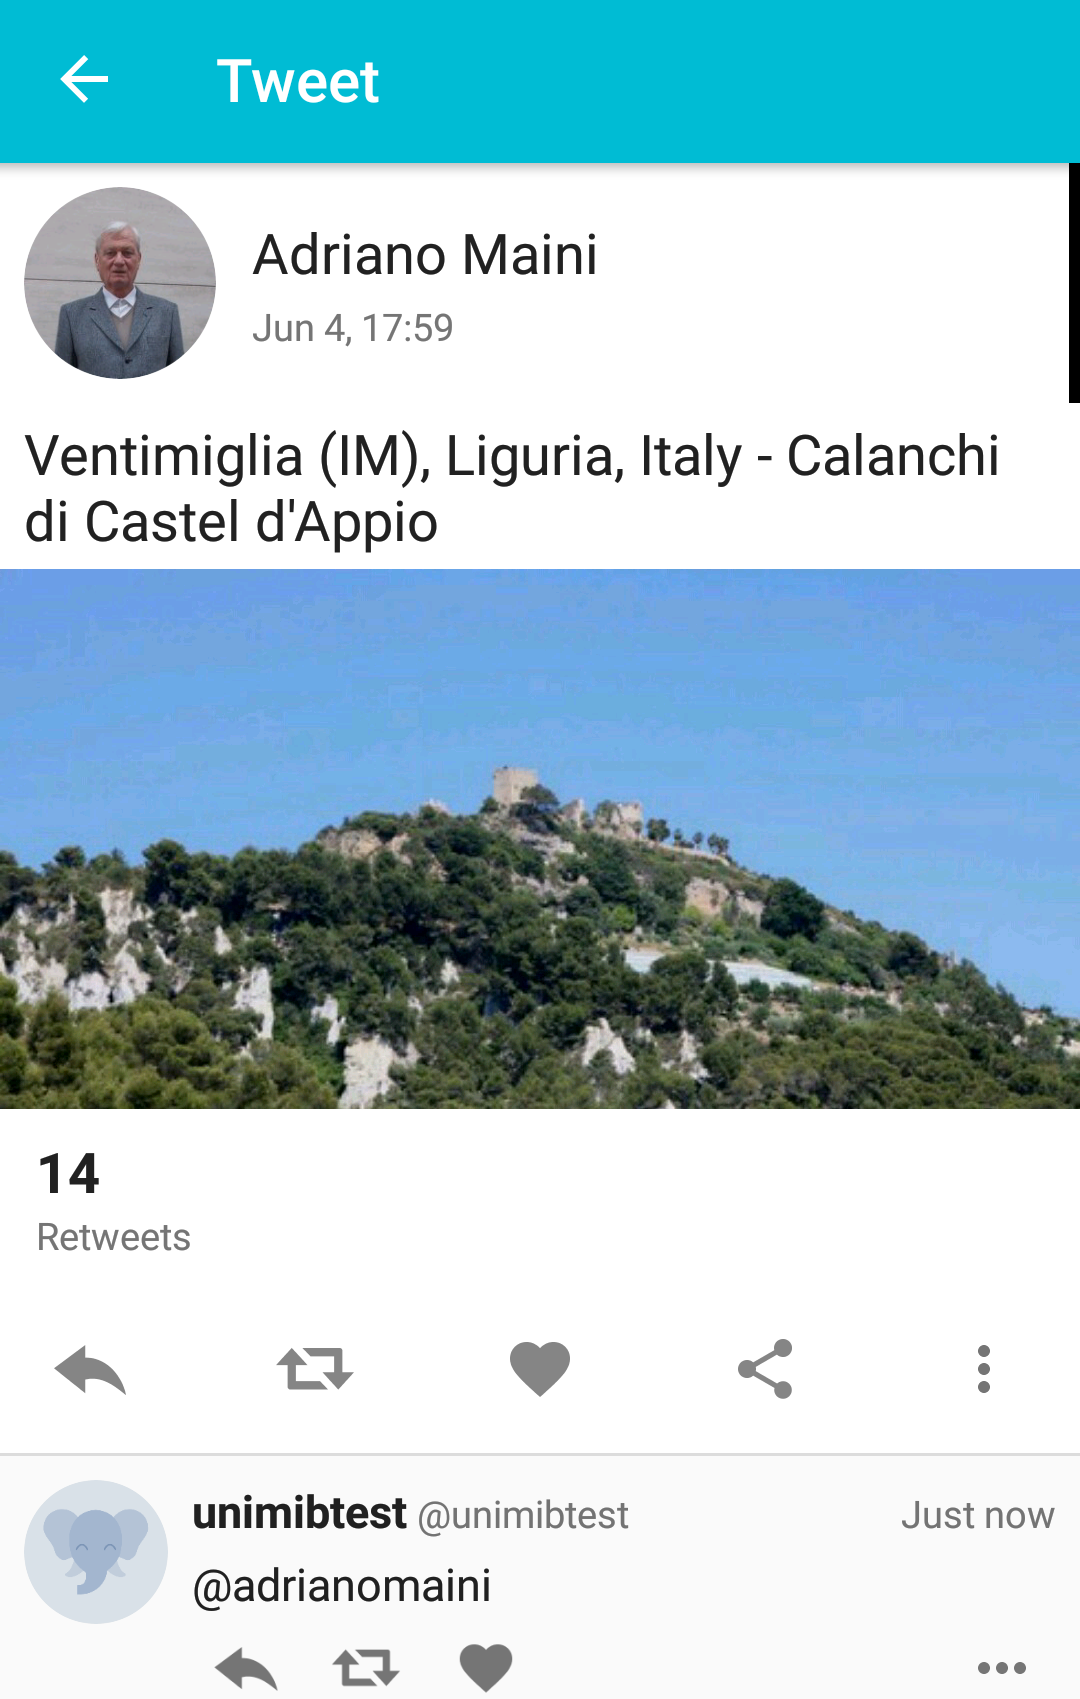 Tweet
Adriano Maini
Jun 4, 17:59
Ventimiglia (IM), Liguria, Italy - Calanchi
di Castel d'Appio
14
Retweets
unimibtest @unimibtest Just now
@adrianomaini